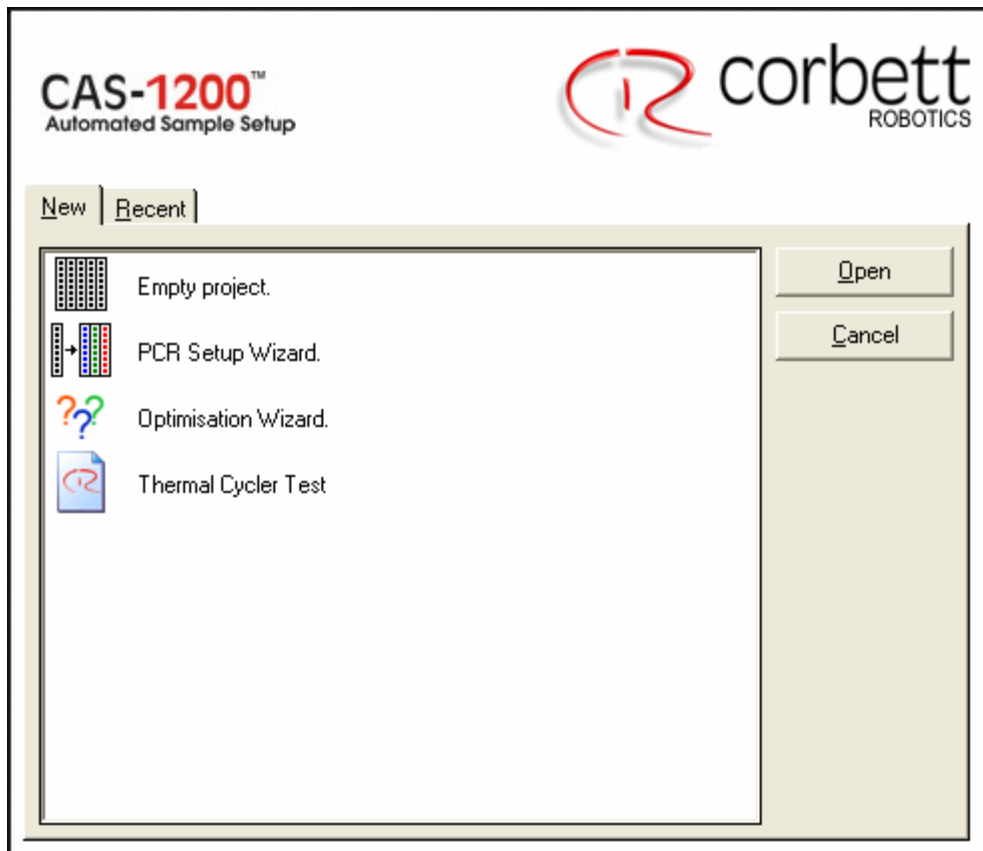 CAS-1200™
Automated Sample Setup
corbett
ROBOTICS
New
Recent
Empty project.
PCR Setup Wizard.
Optimisation Wizard.
Thermal Cycler Test
Open
Cancel